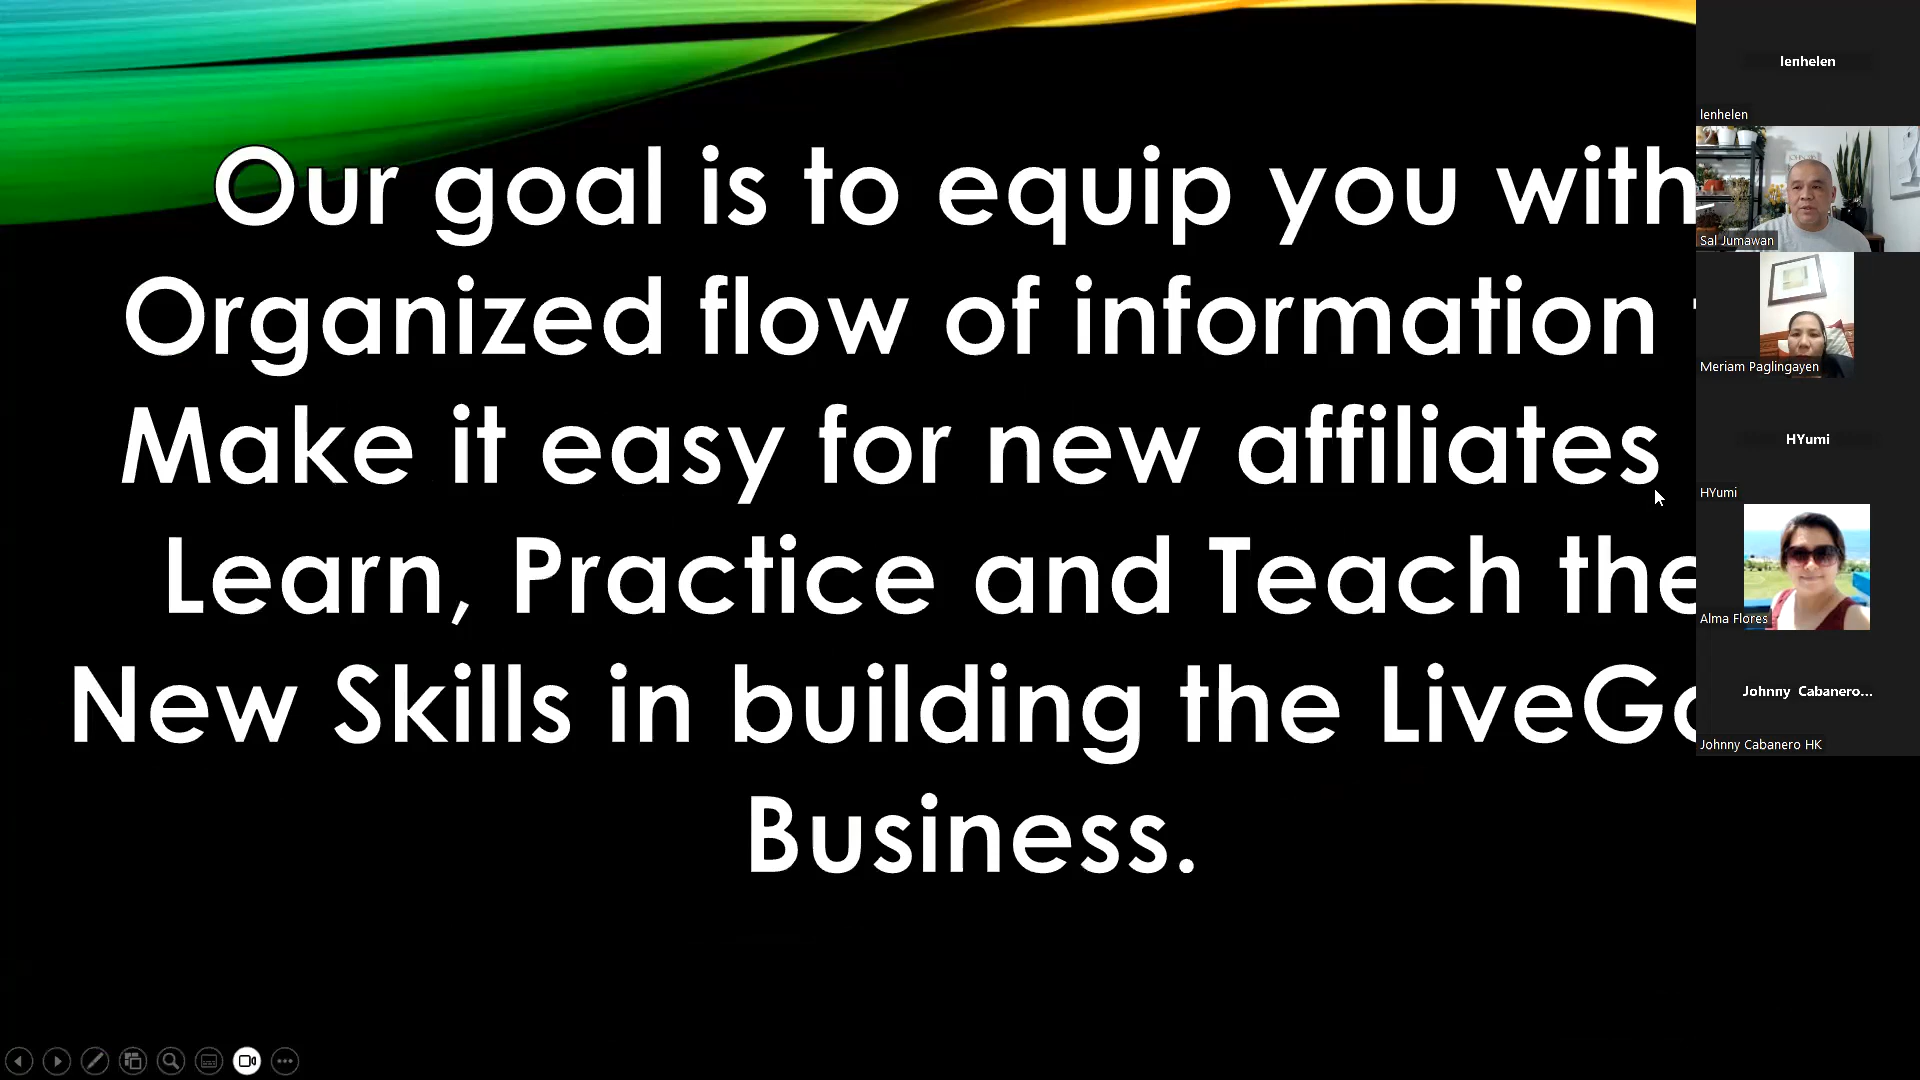 Our goal is to equip you with
Organized flow of information
Make it easy for new affiliates
Learn, Practice and Teach the
New Skills in building the LiveGo
Business.
lenhelen
lenhelen
Sal Jumawan
Meriam Paglingayen
HYumi
HYumi
Alma Flores
Johnny Cabanero...
Johnny Cabanero HK